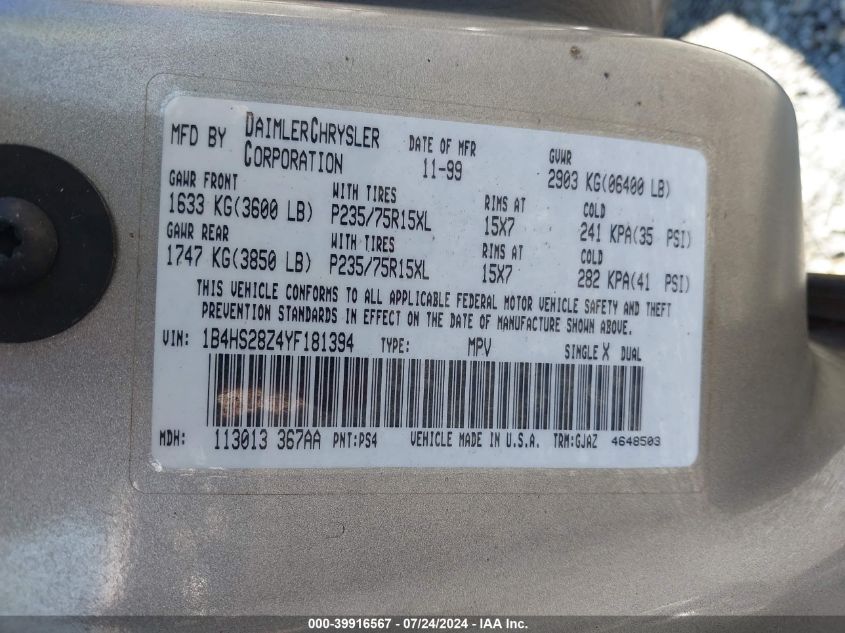 MFD BY DAIMLERCHRYSLER CORPORATION DATE OF MFR 11-99 GVWR 2903 KG(06400 LB)
GAWR FRONT WITH TIRES RIMS AT COLD
1633 KG(3600 LB) P235/75R15XL 15X7 241 KPA(35 PSI)
GAWR REAR WITH TIRES RIMS AT COLD
1747 KG(3850 LB) P235/75R15XL 15X7 282 KPA(41 PSI)
THIS VEHICLE CONFORMS TO ALL APPLICABLE FEDERAL MOTOR VEHICLE SAFETY AND THEFT
PREVENTION STANDARDS IN EFFECT ON THE DATE OF MANUFACTURE SHOWN ABOVE.
VIN: 1B4HS28Z4YF181394 TYPE: MPV SINGLE X DUAL
MDH: 113013 367AA PNT:PS4 VEHICLE MADE IN U.S.A. TRM:GJAZ 4648503
000-39916567 / 07/24/2024 - IAA Inc.